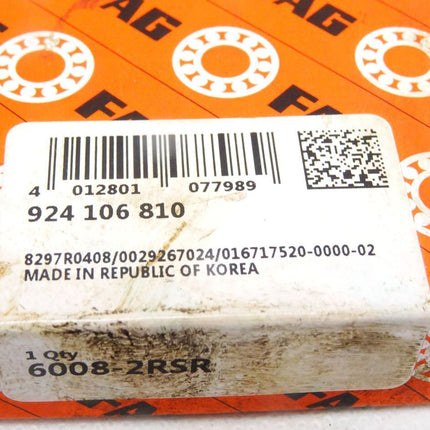 FAG
FAG
FAG
4 012801 077989
924 106 810
8297R0408/0029267024/016717520-0000-02
MADE IN REPUBLIC OF KOREA
1 Qty
6008-2RSR